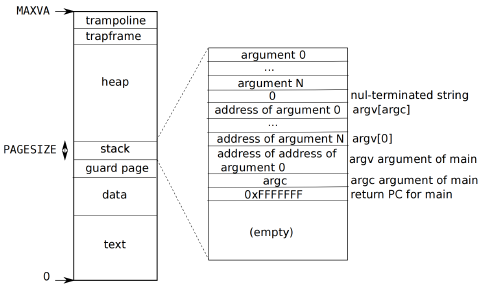 MAXVA
trampoline
trapframe
heap
PAGESIZE
stack
guard page
data
text
0
argument 0
...
argument N
0 nul-terminated string
address of argument 0 argv[argc]
...
address of argument N argv[0]
address of address of
argument 0 argv argument of main
argc argc argument of main
0xFFFFFFF return PC for main
(empty)